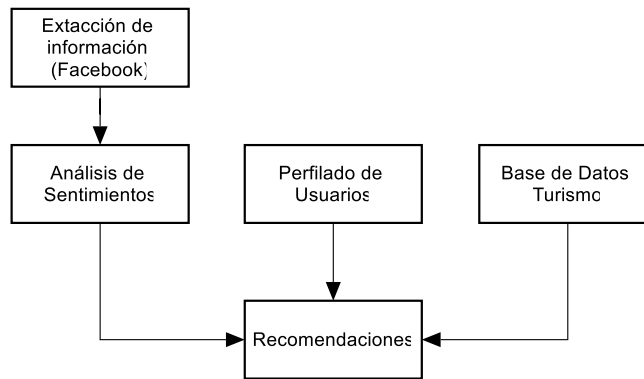 Extacción de
información
(Facebook)
Análisis de
Sentimientos
Perfilado de
Usuarios
Base de Datos
Turismo
Recomendaciones